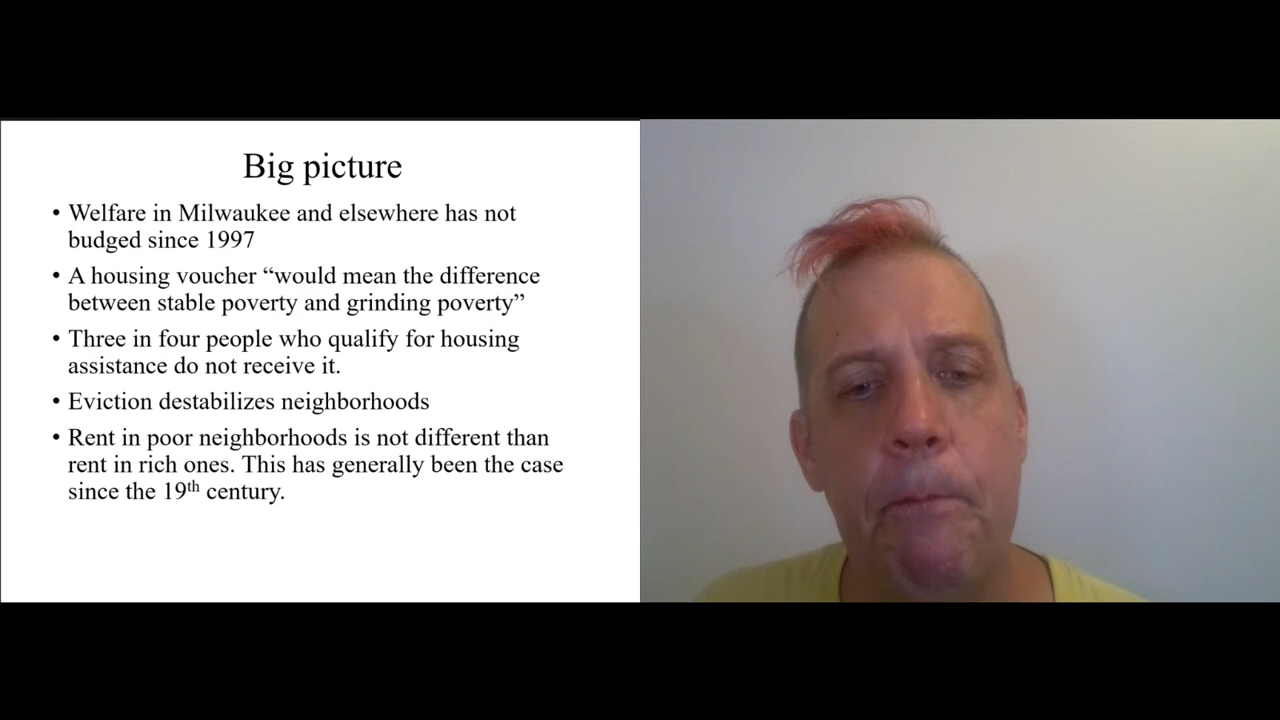 Big picture
• Welfare in Milwaukee and elsewhere has not
budged since 1997
• A housing voucher “would mean the difference
between stable poverty and grinding poverty”
• Three in four people who qualify for housing
assistance do not receive it.
• Eviction destabilizes neighborhoods
• Rent in poor neighborhoods is not different than
rent in rich ones. This has generally been the case
since the 19th century.